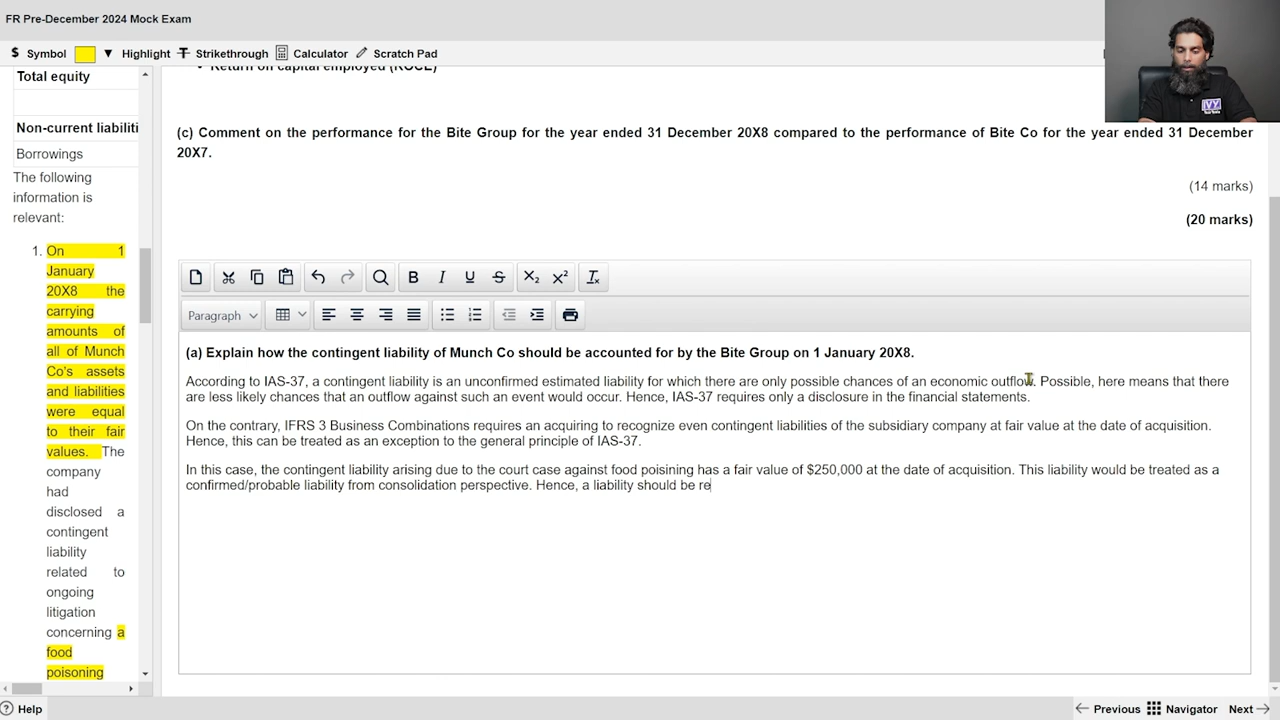 FR Pre-December 2024 Mock Exam
$ Symbol Highlight Strikethrough Calculator Scratch Pad
IVY
Total equity
Non-current liabiliti
Borrowings
The following
information is
relevant:
1. On 1
January
20X8 the
carrying
amounts of
all of Munch
Co's assets
and liabilities
were equal
to their fair
values. The
company
had
disclosed a
contingent
liability
related to
ongoing
litigation
concerning a
food
poisoning
Return on capital employed (ROCE)
(c) Comment on the performance for the Bite Group for the year ended 31 December 20X8 compared to the performance of Bite Co for the year ended 31 December
20X7.
(14 marks)
(20 marks)
Paragraph
(a) Explain how the contingent liability of Munch Co should be accounted for by the Bite Group on 1 January 20X8.
According to IAS-37, a contingent liability is an unconfirmed estimated liability for which there are only possible chances of an economic outflow. Possible, here means that there
are less likely chances that an outflow against such an event would occur. Hence, IAS-37 requires only a disclosure in the financial statements.
On the contrary, IFRS 3 Business Combinations requires an acquiring to recognize even contingent liabilities of the subsidiary company at fair value at the date of acquisition.
Hence, this can be treated as an exception to the general principle of IAS-37.
In this case, the contingent liability arising due to the court case against food poisining has a fair value of $250,000 at the date of acquisition. This liability would be treated as a
confirmed/probable liability from consolidation perspective. Hence, a liability should be re
Help
Previous Navigator Next